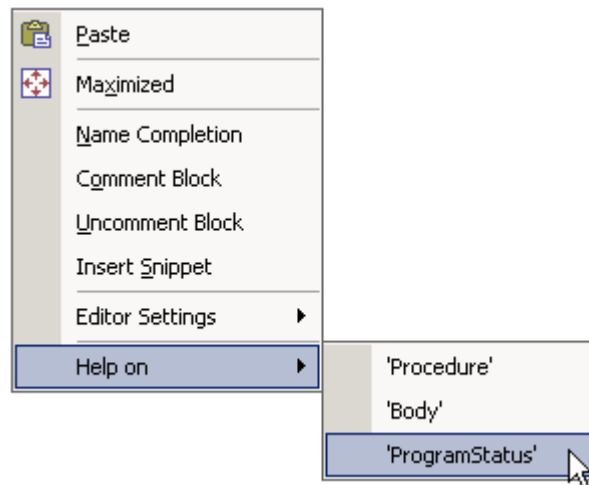 Paste
Maximized
Name Completion
Comment Block
Uncomment Block
Insert Snippet
Editor Settings
Help on
'Procedure'
'Body'
'ProgramStatus'